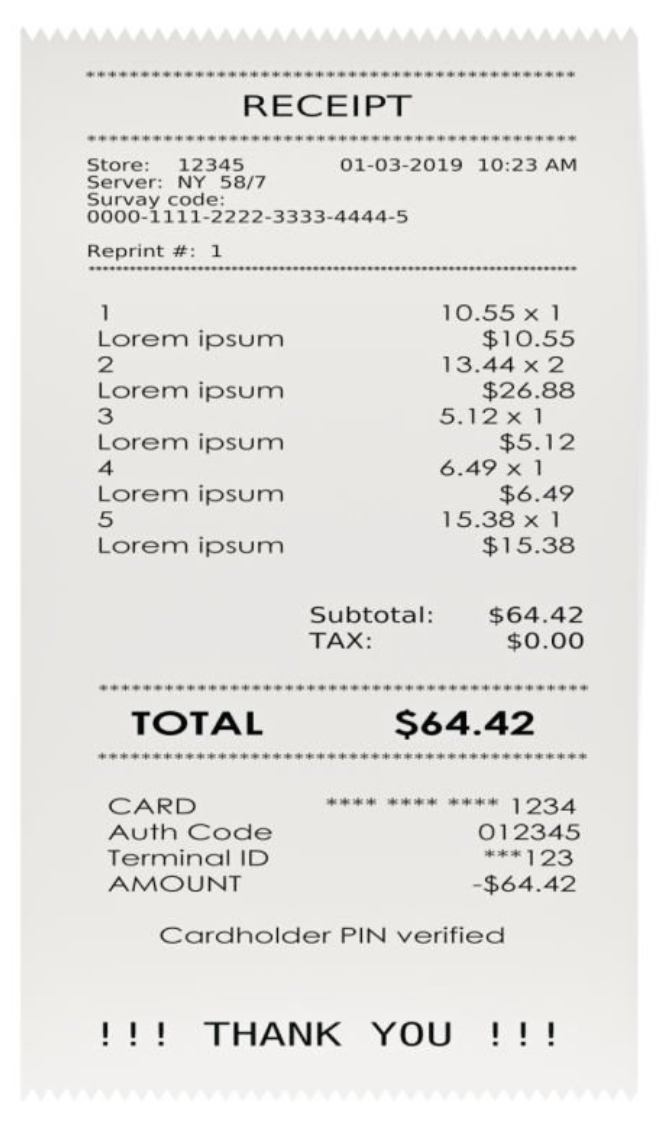 *******************************************
RECEIPT
*******************************************
Store: 12345 01-03-2019 10:23 AM
Server: NY 58/7
Survay code:
0000-1111-2222-3333-4444-5
Reprint #: 1
*******************************************
1 10.55 x 1
Lorem ipsum $10.55
2 13.44 x 2
Lorem ipsum $26.88
3 5.12 x 1
Lorem ipsum $5.12
4 6.49 x 1
Lorem ipsum $6.49
5 15.38 x 1
Lorem ipsum $15.38
Subtotal: $64.42
TAX: $0.00
*******************************************
TOTAL $64.42
*******************************************
CARD **** **** **** 1234
Auth Code 012345
Terminal ID ***123
AMOUNT -$64.42
Cardholder PIN verified
!!! THANK YOU !!!